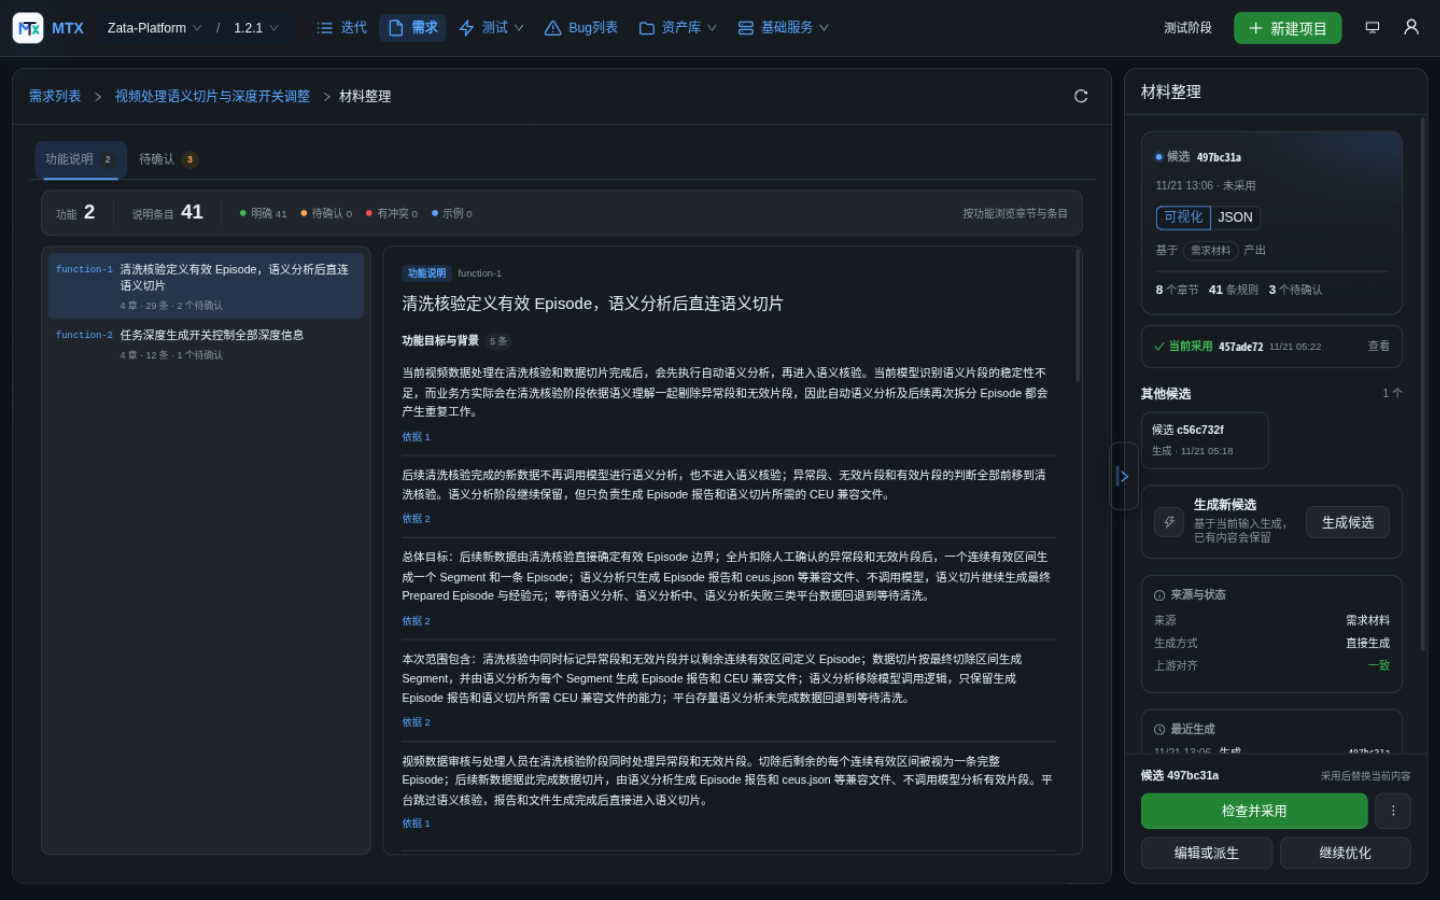 MTX
Zata-Platform / 1.2.1
迭代
需求
测试
Bug列表
资产库
基础服务
测试阶段
新建项目
需求列表 > 视频处理语义切片与深度开关调整 > 材料整理
功能说明 2
待确认 3
功能 2
说明条目 41
明确 41
待确认 0
有冲突 0
示例 0
按功能浏览章节与条目
function-1 清洗核验定义有效 Episode，语义分析后直连
语义切片
4 章 · 29 条 · 2 个待确认
function-2 任务深度生成开关控制全部深度信息
4 章 · 12 条 · 1 个待确认
功能说明 function-1
清洗核验定义有效 Episode，语义分析后直连语义切片
功能目标与背景 5 条
当前视频数据处理在清洗核验和数据切片完成后，会先执行自动语义分析，再进入语义核验。当前模型识别语义片段的稳定性不
足，而业务方实际会在清洗核验阶段依据语义理解一起剔除异常段和无效片段，因此自动语义分析及后续再次拆分 Episode 都会
产生重复工作。
依据 1
后续清洗核验完成的新数据不再调用模型进行语义分析，也不进入语义核验；异常段、无效片段和有效片段的判断全部前移到清
洗核验。语义分析阶段继续保留，但只负责生成 Episode 报告和语义切片所需的 CEU 兼容文件。
依据 2
总体目标：后续新数据由清洗核验直接确定有效 Episode 边界；全片扣除人工确认的异常段和无效片段后，一个连续有效区间生
成一个 Segment 和一条 Episode；语义分析只生成 Episode 报告和 ceus.json 等兼容文件、不调用模型，语义切片继续生成最终
Prepared Episode 与经验元；等待语义分析、语义分析中、语义分析失败三类平台数据回退到等待清洗。
依据 2
本次范围包含：清洗核验中同时标记异常段和无效片段并以剩余连续有效区间定义 Episode；数据切片按最终切除区间生成
Segment，并由语义分析为每个 Segment 生成 Episode 报告和 CEU 兼容文件；语义分析移除模型调用逻辑，只保留生成
Episode 报告和语义切片所需 CEU 兼容文件的能力；平台存量语义分析未完成数据回退到等待清洗。
依据 2
视频数据审核与处理人员在清洗核验阶段同时处理异常段和无效片段。切除后剩余的每个连续有效区间被视为一条完整
Episode；后续新数据据此完成数据切片，由语义分析生成 Episode 报告和 ceus.json 等兼容文件、不调用模型分析有效片段。平
台跳过语义核验，报告和文件生成完成后直接进入语义切片。
依据 1
材料整理
候选 497bc31a
11/21 13:06 · 未采用
可视化 JSON
基于 需求材料 产出
8 个章节 41 条规则 3 个待确认
当前采用 457ade72 11/21 05:22 查看
其他候选 1 个
候选 c56c732f
生成 · 11/21 05:18
生成新候选
基于当前输入生成，
已有内容会保留
生成候选
来源与状态
来源 需求材料
生成方式 直接生成
上游对齐 一致
最近生成
11/21 13:06 生成 497bc31a
候选 497bc31a 采用后替换当前内容
检查并采用
编辑或派生
继续优化